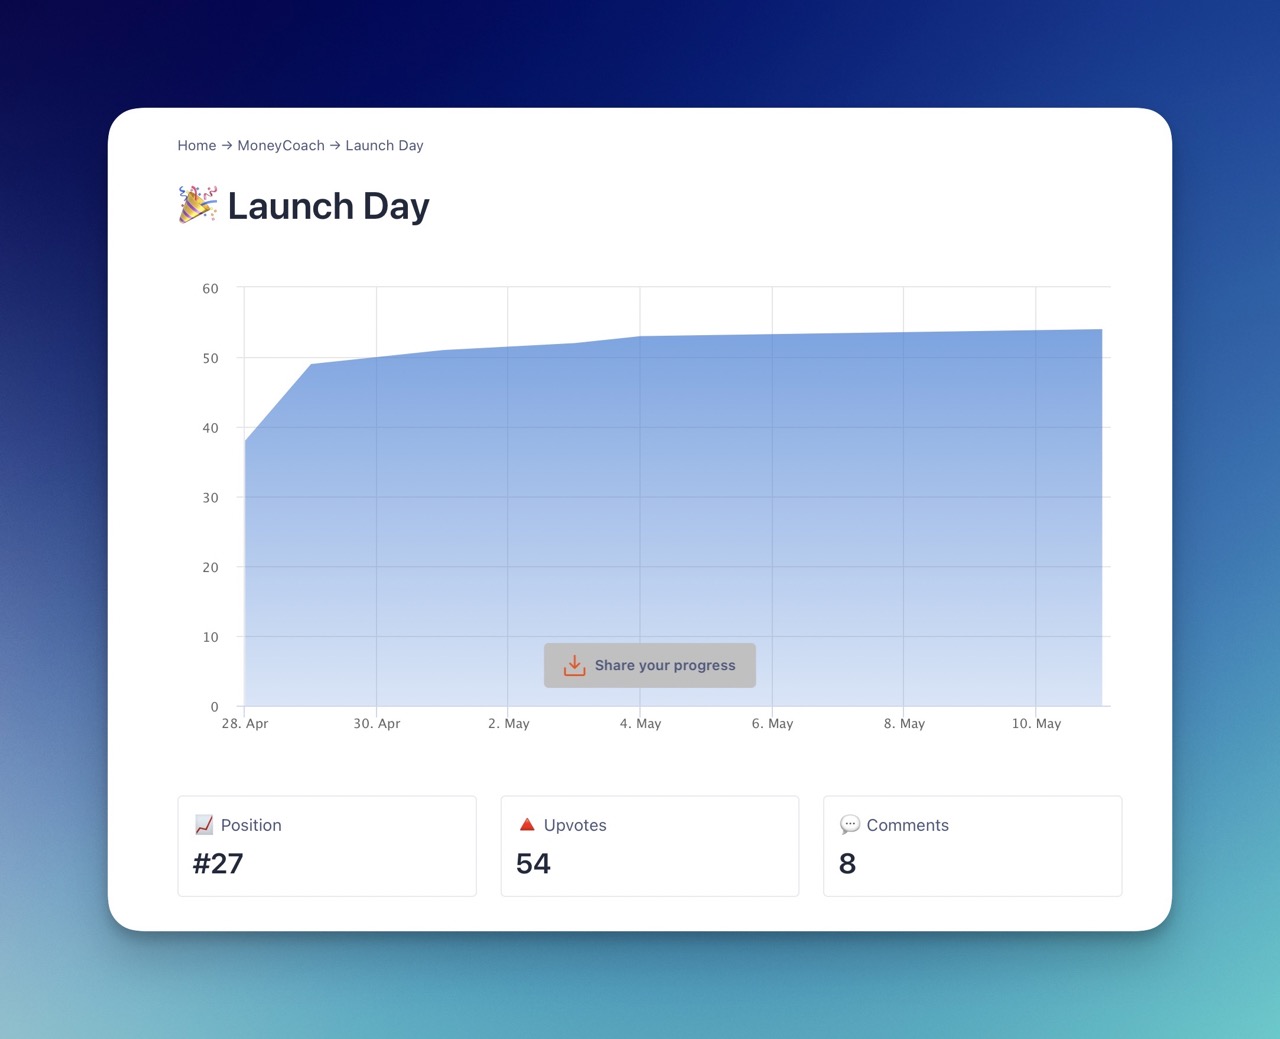 Home → MoneyCoach → Launch Day
🎉 Launch Day
60
50
40
30
20
10
0
28. Apr 30. Apr 2. May 4. May 6. May 8. May 10. May
Share your progress
Position
#27
Upvotes
54
Comments
8